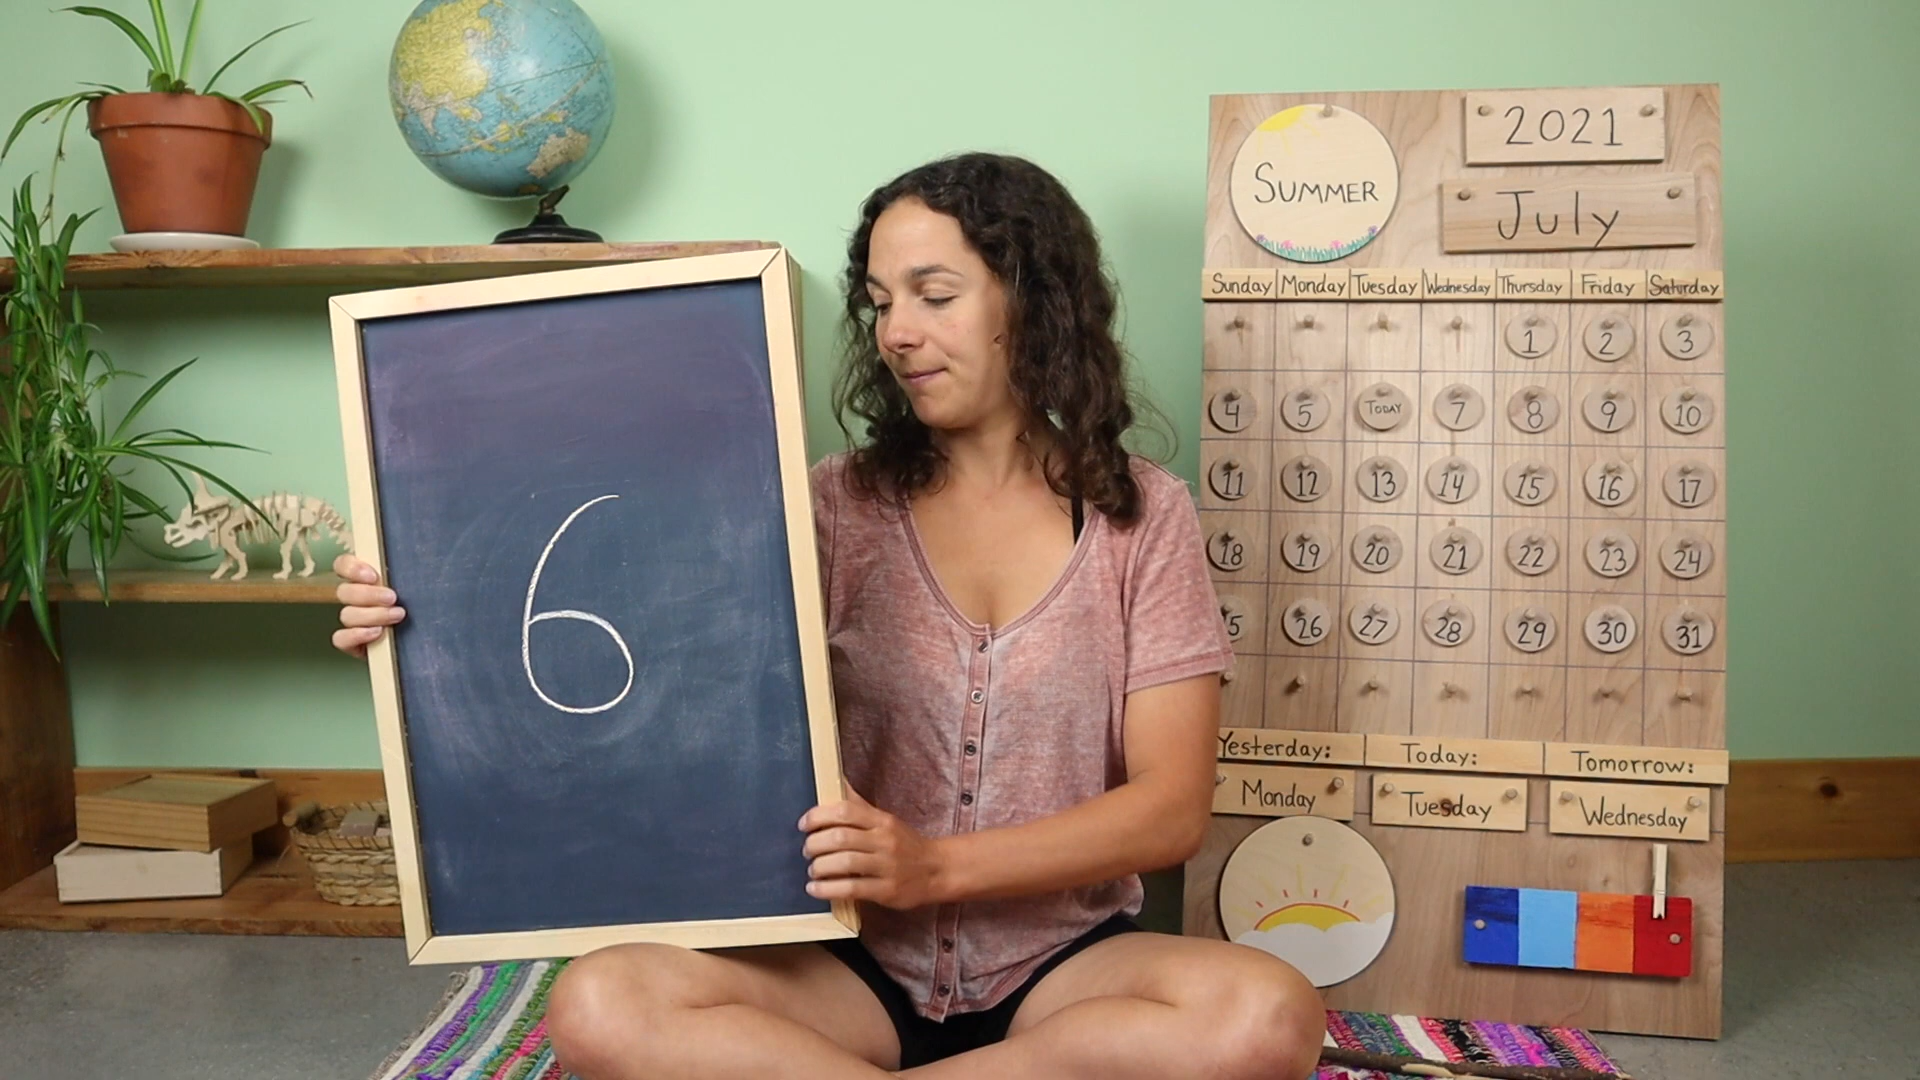 6
2021
SUMMER
July
Sunday Monday Tuesday Wednesday Thursday Friday Saturday
1 2 3
4 5 TODAY 7 8 9 10
11 12 13 14 15 16 17
18 19 20 21 22 23 24
5 26 27 28 29 30 31
Yesterday: Today: Tomorrow:
Monday Tuesday Wednesday